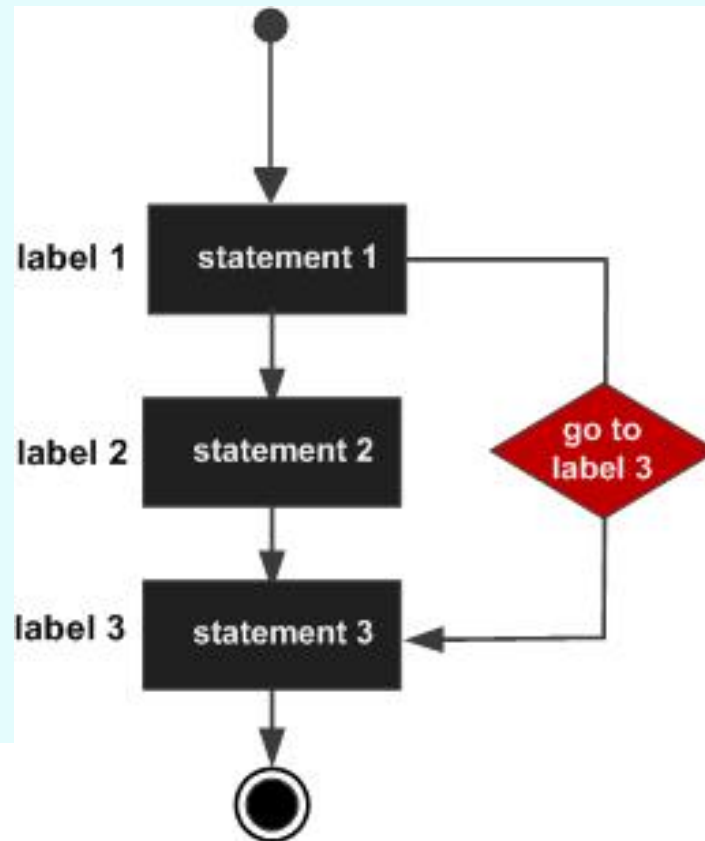 label 1
statement 1
label 2
statement 2
go to
label 3
label 3
statement 3